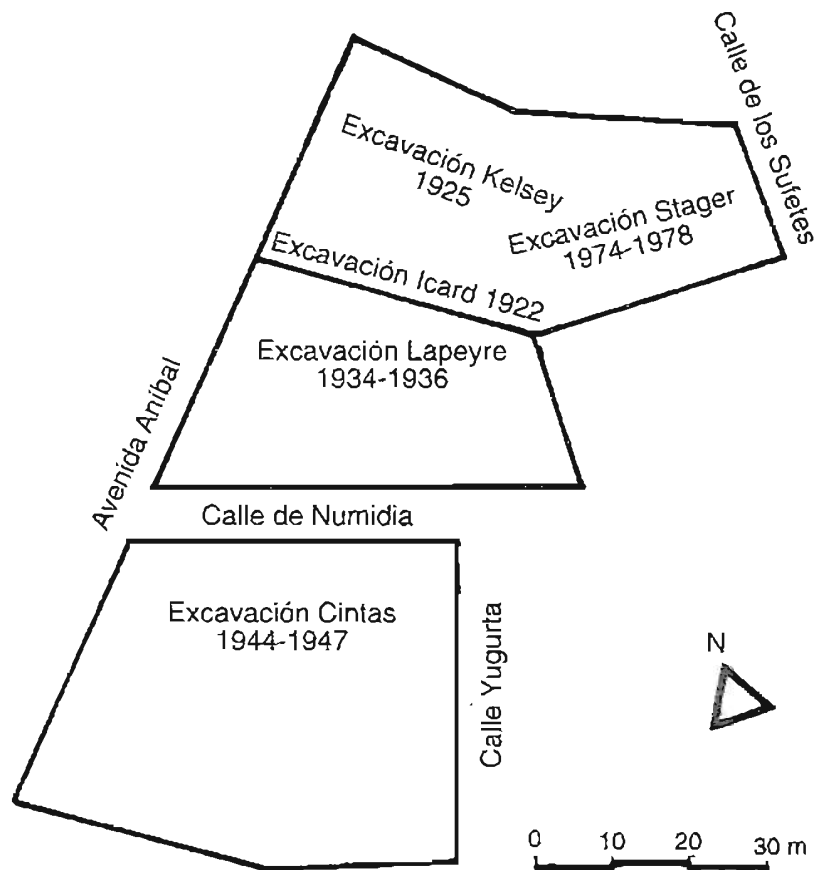 Calle de los Sufetes
Excavación Kelsey
1925
Excavación Stager
1974-1978
Excavación Icard 1922
Excavación Lapeyre
1934-1936
Avenida Aníbal
Calle de Numidia
Excavación Cintas
1944-1947
Calle Yugurta
N
0 10 20 30 m